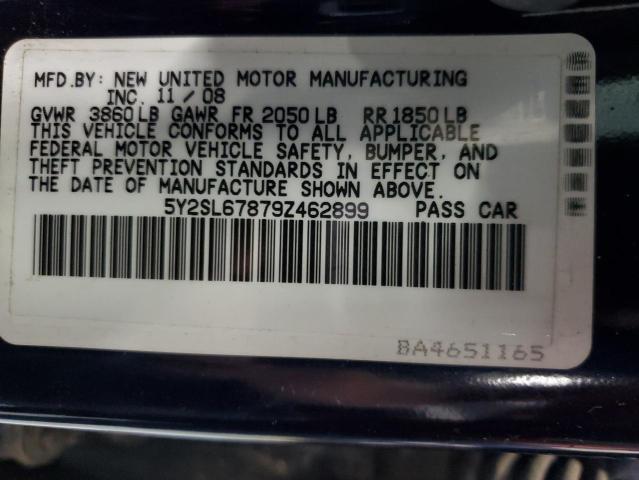 MFD.BY: NEW UNITED MOTOR MANUFACTURING
INC. 11/08
GVWR 3860LB GAWR FR 2050LB RR 1850LB
THIS VEHICLE CONFORMS TO ALL APPLICABLE
FEDERAL MOTOR VEHICLE SAFETY, BUMPER, AND
THEFT PREVENTION STANDARDS IN EFFECT ON
THE DATE OF MANUFACTURE SHOWN ABOVE.
5Y2SL67879Z462899 PASS CAR
BA4651165